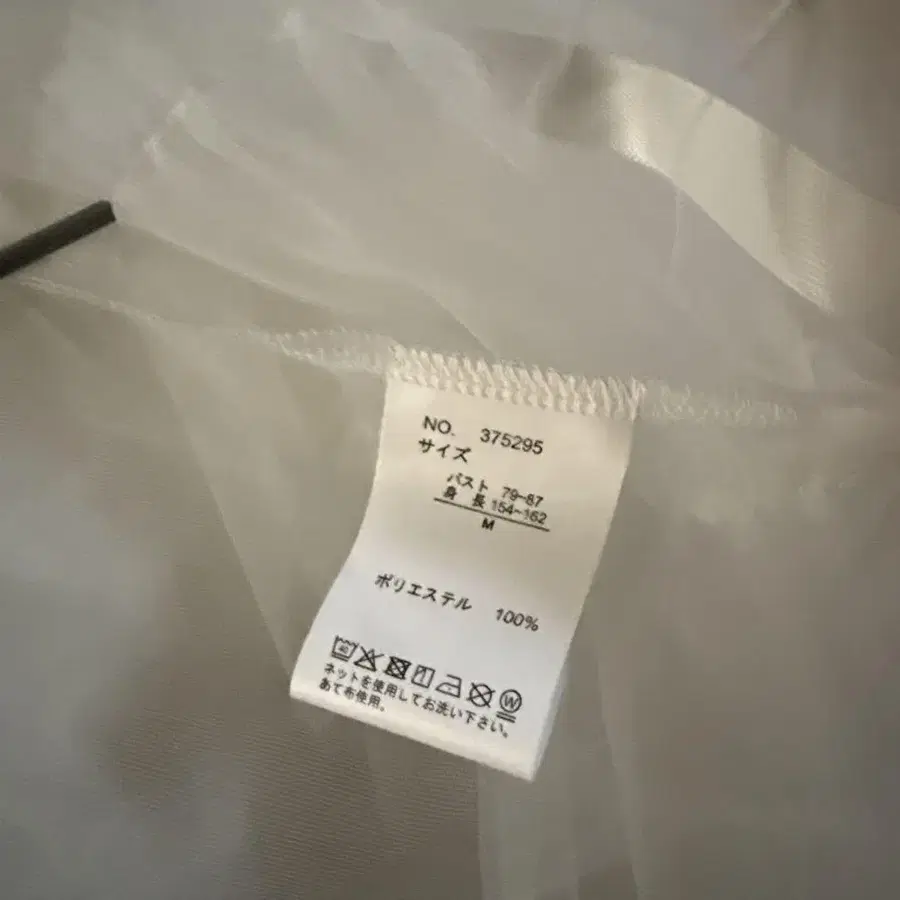 NO. 375295
サイズ
バスト 79-87
身長 154~162
M
ポリエステル 100%
40 W
ネットを使用してお洗い下さい。
あて布使用。